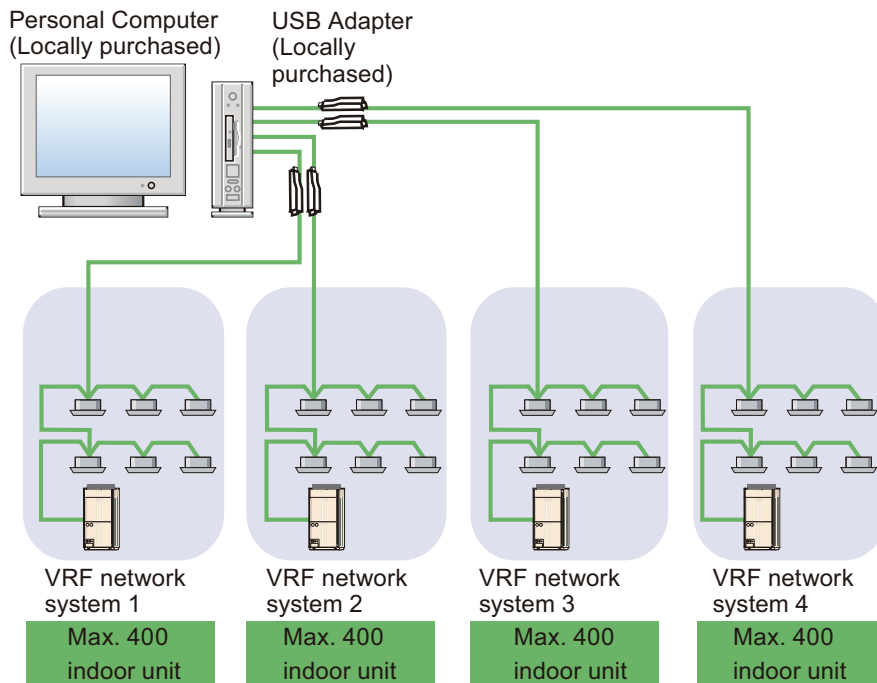 Personal Computer
(Locally purchased)
USB Adapter
(Locally
purchased)
VRF network
system 1
VRF network
system 2
VRF network
system 3
VRF network
system 4
Max. 400
indoor unit
Max. 400
indoor unit
Max. 400
indoor unit
Max. 400
indoor unit